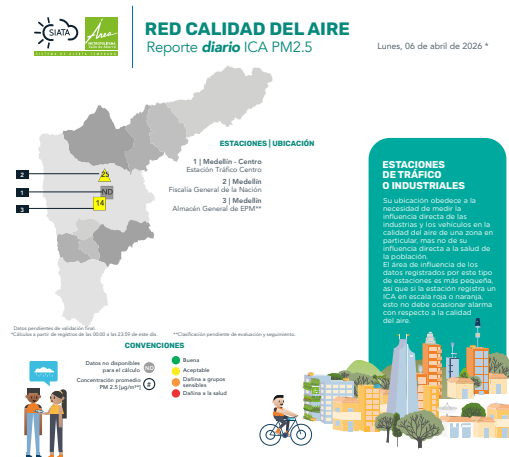 SIATA
Área
METROPOLITANA
Valle de Aburrá
RED CALIDAD DEL AIRE
Reporte diario ICA PM2.5
Lunes, 06 de abril de 2026 *
ESTACIONES | UBICACIÓN
1 | Medellín - Centro
Estación Tráfico Centro
2 | Medellín
Fiscalía General de la Nación
3 | Medellín
Almacén General de EPM**
2
25
1
ND
3
14
ESTACIONES
DE TRÁFICO
O INDUSTRIALES
Su ubicación obedece a la
necesidad de medir la
influencia directa de las
industrias y los vehículos en la
calidad del aire de una zona en
particular, mas no de su
influencia directa a la salud de
la población.
El área de influencia de los
datos registrados por este tipo
de estaciones es más pequeña,
así que si la estación registra un
ICA en escala roja o naranja,
esto no debe ocasionar alarma
con respecto a la calidad
del aire.
Datos pendientes de validación final.
*Cálculos a partir de registros de las 00:00 a las 23:59 de este día.
**Clasificación pendiente de evaluación y seguimiento.
CONVENCIONES
Datos no disponibles
para el cálculo
ND
Concentración promedio
PM 2.5 (µg/m³)
#
Buena
Aceptable
Dañina a grupos
sensibles
Dañina a la salud